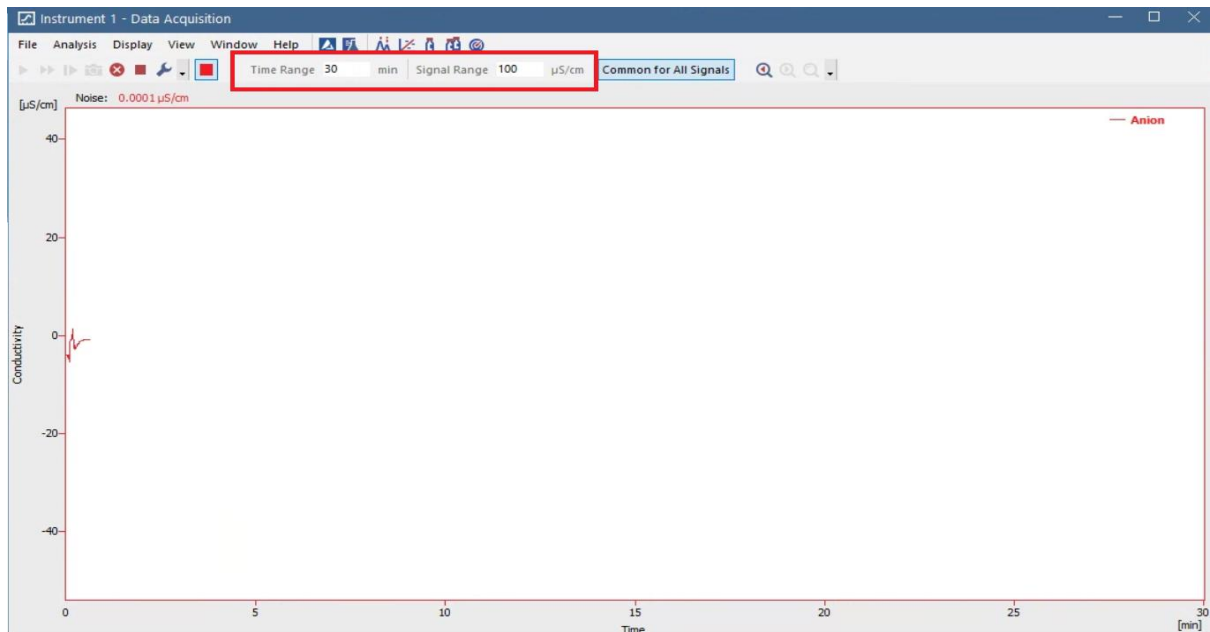 Instrument 1 - Data Acquisition
File Analysis Display View Window Help
Time Range 30 min Signal Range 100 µS/cm Common for All Signals
[µS/cm] Noise: 0.0001 µS/cm
Anion
40
20
0
-20
-40
Conductivity
0 5 10 15 20 25 30
Time [min]